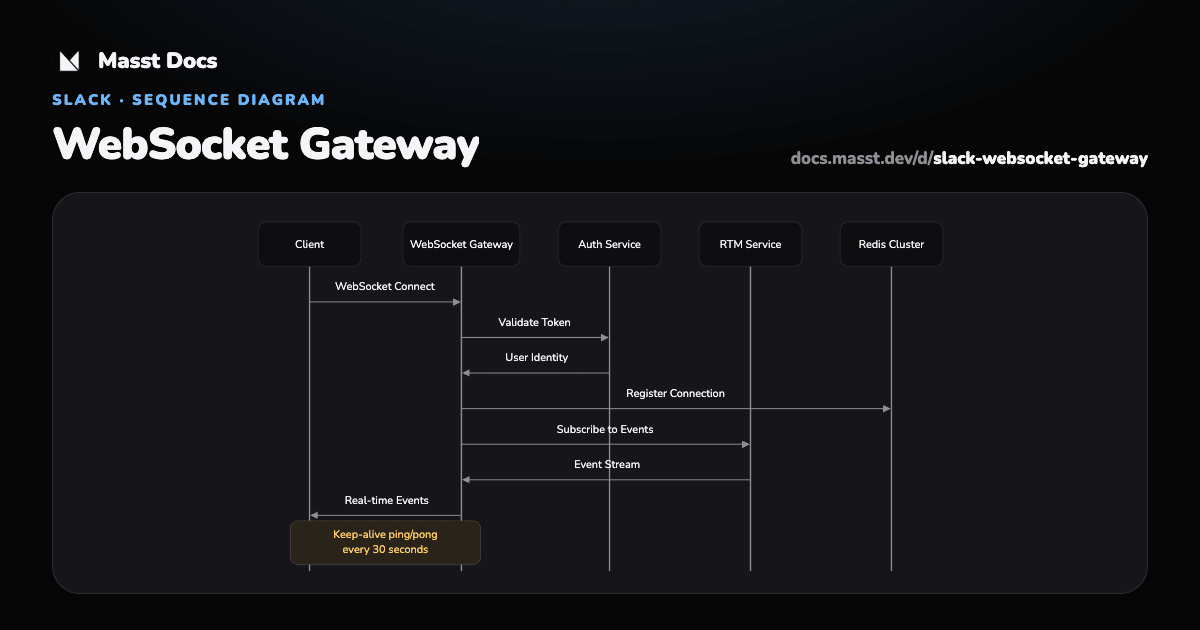 Masst Docs
SLACK · SEQUENCE DIAGRAM
WebSocket Gateway
docs.masst.dev/d/slack-websocket-gateway
Client
WebSocket Gateway
Auth Service
RTM Service
Redis Cluster
WebSocket Connect
Validate Token
User Identity
Register Connection
Subscribe to Events
Event Stream
Real-time Events
Keep-alive ping/pong
every 30 seconds